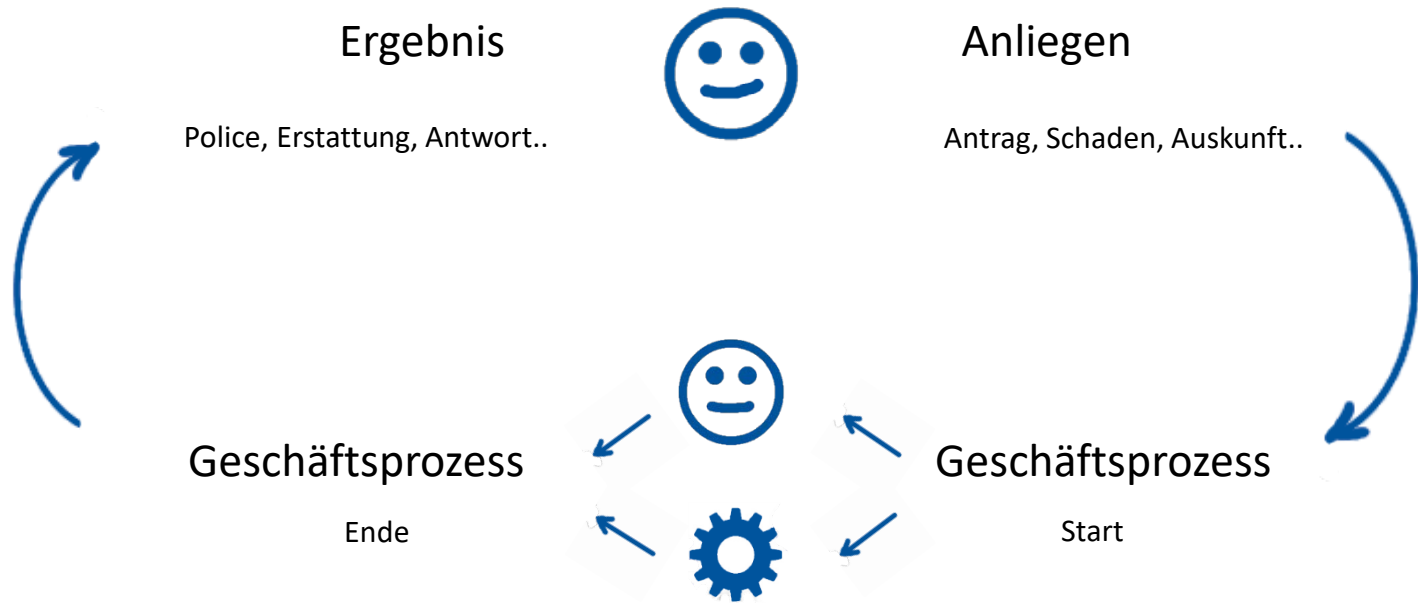 Ergebnis
Anliegen
Police, Erstattung, Antwort..
Antrag, Schaden, Auskunft..
Geschäftsprozess
Geschäftsprozess
Ende
Start